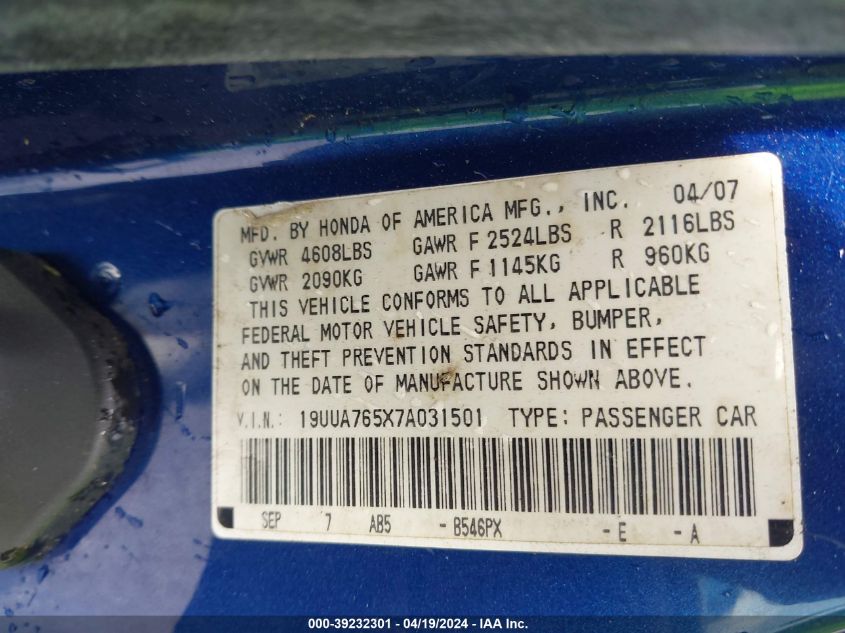 MFD. BY HONDA OF AMERICA MFG., INC. 04/07
GVWR 4608LBS GAWR F 2524LBS R 2116LBS
GVWR 2090KG GAWR F 1145KG R 960KG
THIS VEHICLE CONFORMS TO ALL APPLICABLE
FEDERAL MOTOR VEHICLE SAFETY, BUMPER,
AND THEFT PREVENTION STANDARDS IN EFFECT
ON THE DATE OF MANUFACTURE SHOWN ABOVE.
V.I.N.: 19UUA765X7A031501 TYPE: PASSENGER CAR
SEP 7 AB5 - B546PX - E - A
000-39232301 - 04/19/2024 - IAA Inc.